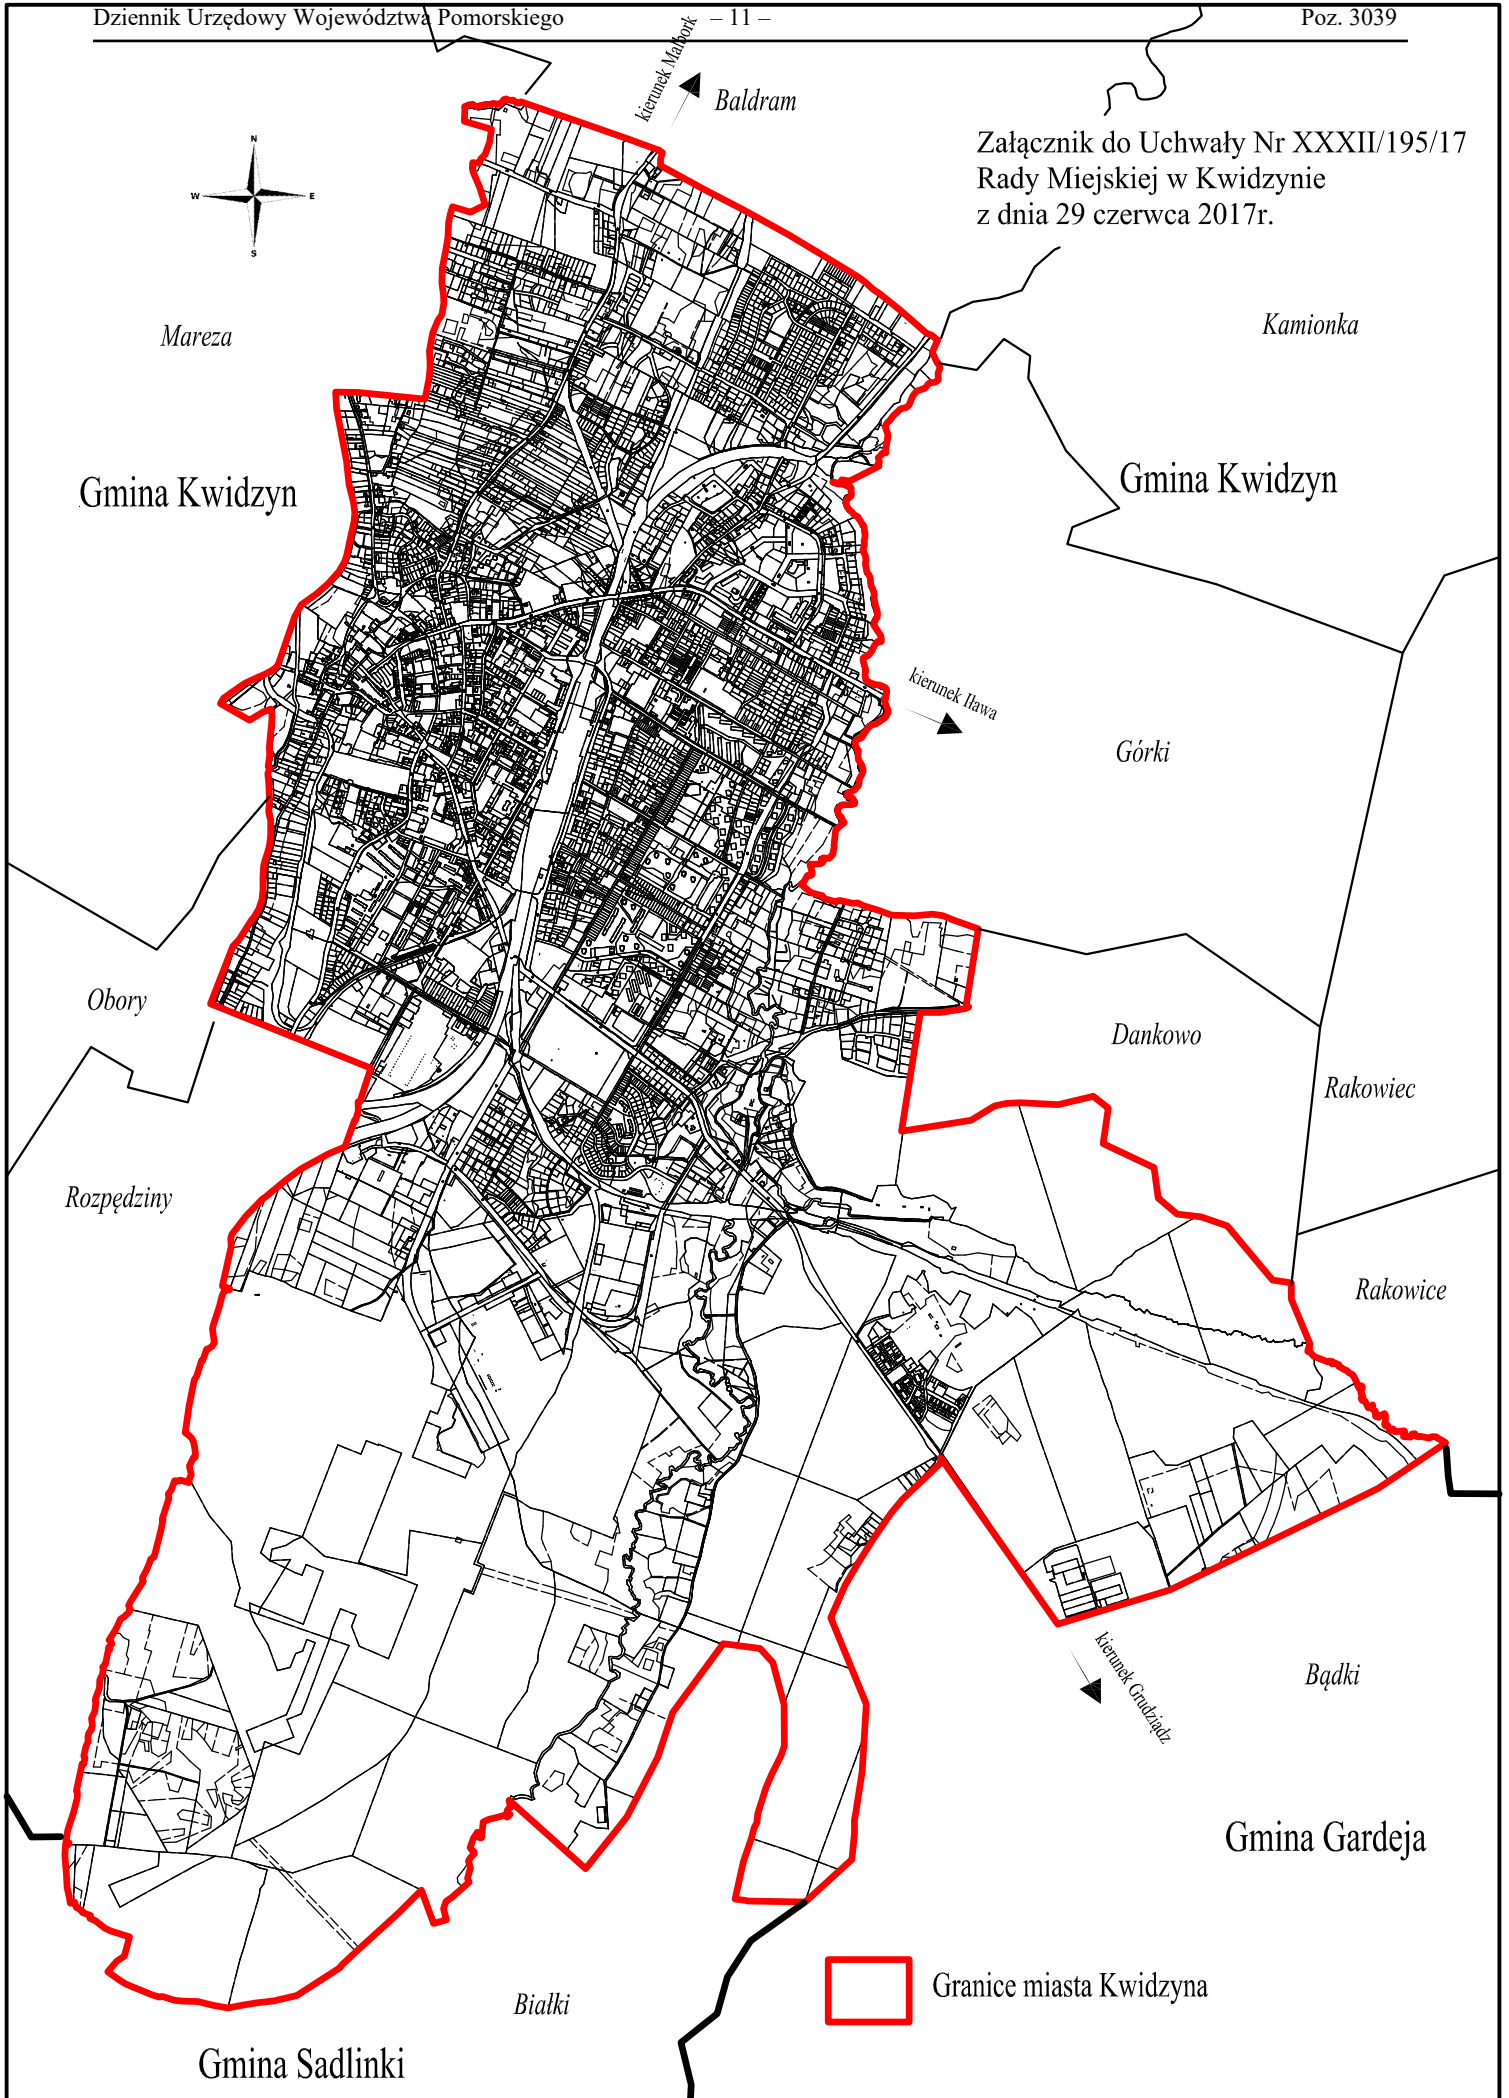 Dziennik Urzędowy Województwa Pomorskiego – 11 – Poz. 3039
kierunek Malbork
Baldram
Załącznik do Uchwały Nr XXXII/195/17
Rady Miejskiej w Kwidzynie
z dnia 29 czerwca 2017r.
N
W E
S
Mareza
Kamionka
Gmina Kwidzyn
Gmina Kwidzyn
kierunek Iława
Górki
Obory
Dankowo
Rakowiec
Rozpędziny
Rakowice
kierunek Grudziądz
Bądki
Gmina Gardeja
Granice miasta Kwidzyna
Białki
Gmina Sadlinki